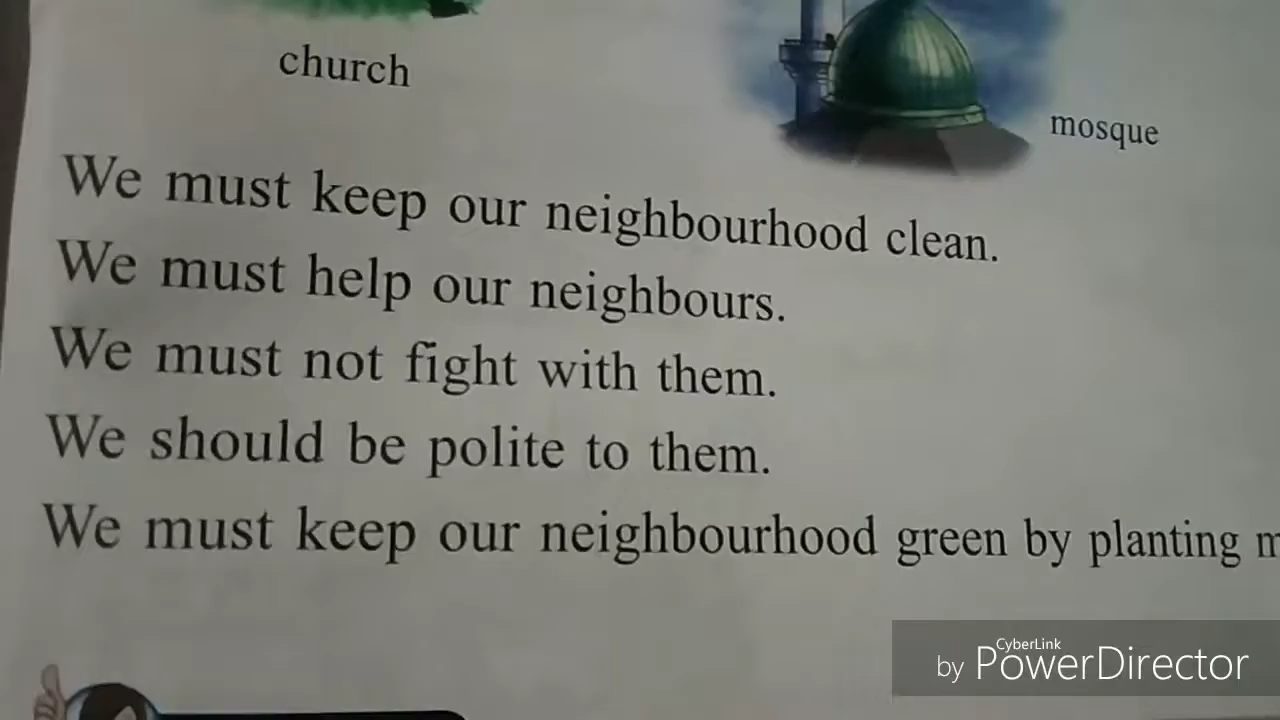 church
mosque
We must keep our neighbourhood clean.
We must help our neighbours.
We must not fight with them.
We should be polite to them.
We must keep our neighbourhood green by planting
CyberLink
by PowerDirector